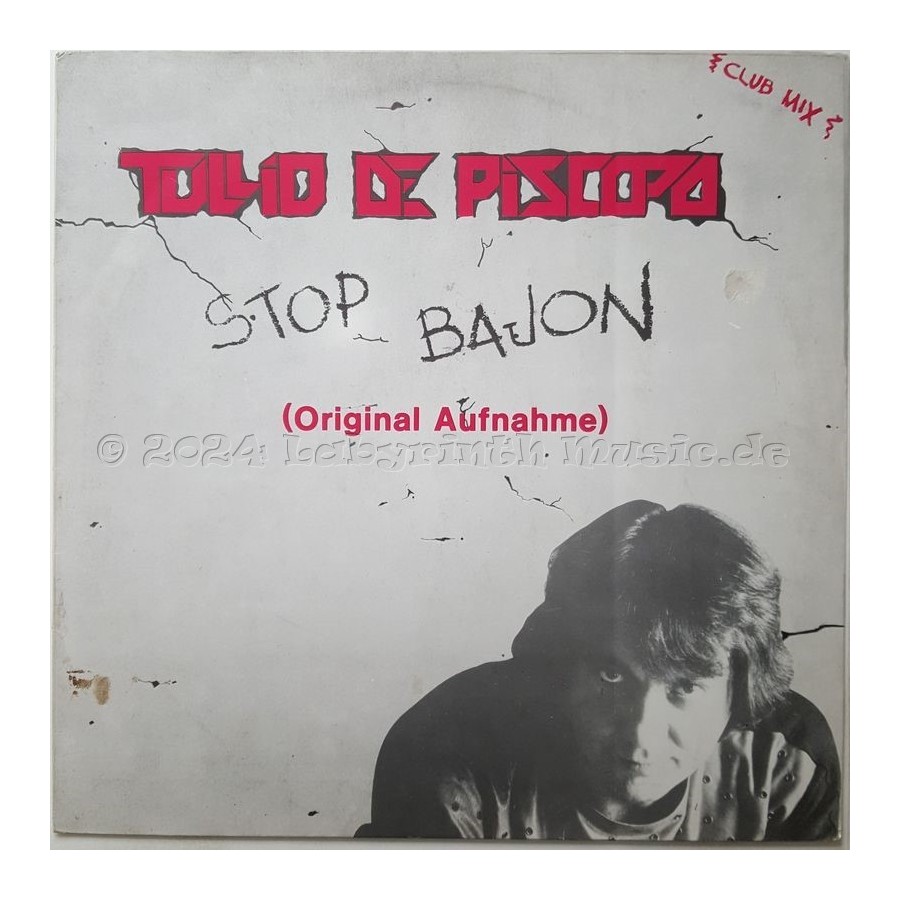 CLUB MIX
TULLIO DE PISCOPO
STOP BAJON
(Original Aufnahme)
© 2024 Labyrinth Music.de